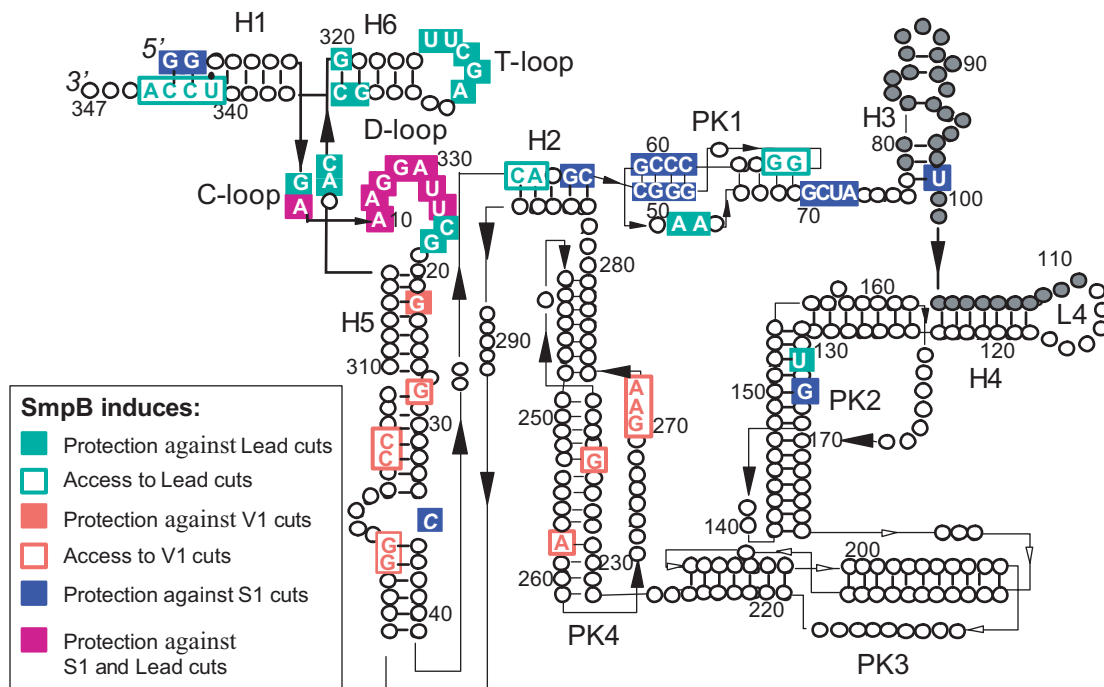 H1
H6
5'
G G
320
G
U U C G A
T-loop
3'
347
A C C U
340
C G
D-loop
330
H2
PK1
H3
90
80
U
100
C A
G C
60
G C C C
C G G G
50
A A
G G
G C U A
70
C-loop
G
A
C
A
A A G G A U U C G
10
20
G
H5
310
G
30
C
C
C
G
G
40
290
280
250
A
A
G
270
G
A
260
230
PK4
110
L4
160
120
H4
130
U
G
150
PK2
170
140
200
220
PK3
SmpB induces:
Protection against Lead cuts
Access to Lead cuts
Protection against V1 cuts
Access to V1 cuts
Protection against S1 cuts
Protection against
S1 and Lead cuts